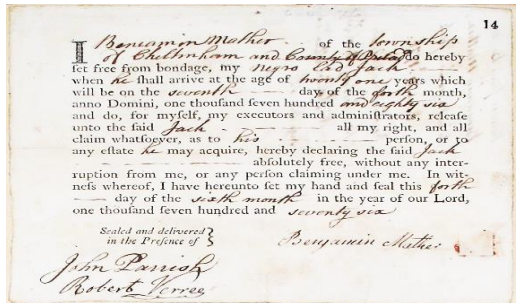 14
I Benjamin Mather of the township
of Cheltenham and County of Philad do hereby
set free from bondage, my Negro Lad Jack
when he shall arrive at the age of twenty one years which
will be on the seventh day of the forth month,
anno Domini, one thousand seven hundred and eighty six
and do, for myself, my executors and administrators, release
unto the said Jack all my right, and all
claim whatsoever, as to his person, or to
any estate he may acquire, hereby declaring the said Jack
absolutely free, without any inter-
ruption from me, or any person claiming under me. In wit-
ness whereof, I have hereunto set my hand and seal this forth
day of the sixth month in the year of our Lord,
one thousand seven hundred and seventy six
Sealed and delivered
in the Presence of
Benjamin Mather
John Parrish
Robert Verree